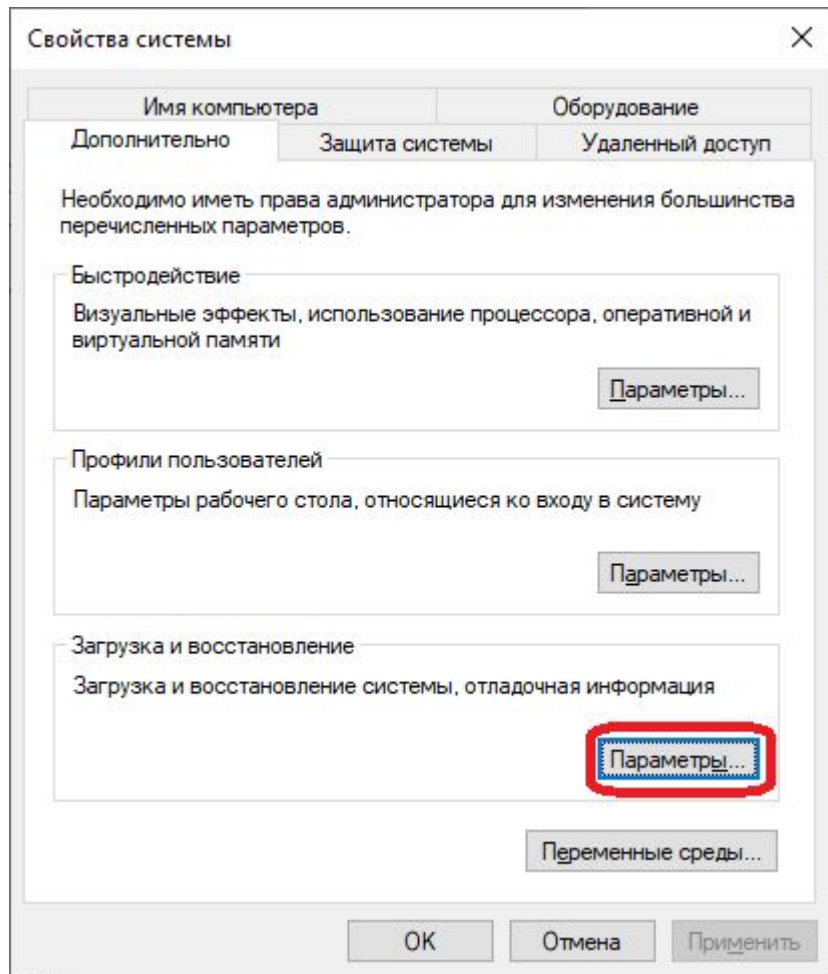 Свойства системы
Имя компьютера
Оборудование
Дополнительно
Защита системы
Удаленный доступ
Необходимо иметь права администратора для изменения большинства
перечисленных параметров.
Быстродействие
Визуальные эффекты, использование процессора, оперативной и
виртуальной памяти
Параметры...
Профили пользователей
Параметры рабочего стола, относящиеся ко входу в систему
Параметры...
Загрузка и восстановление
Загрузка и восстановление системы, отладочная информация
Параметры...
Переменные среды...
ОК
Отмена
Применить